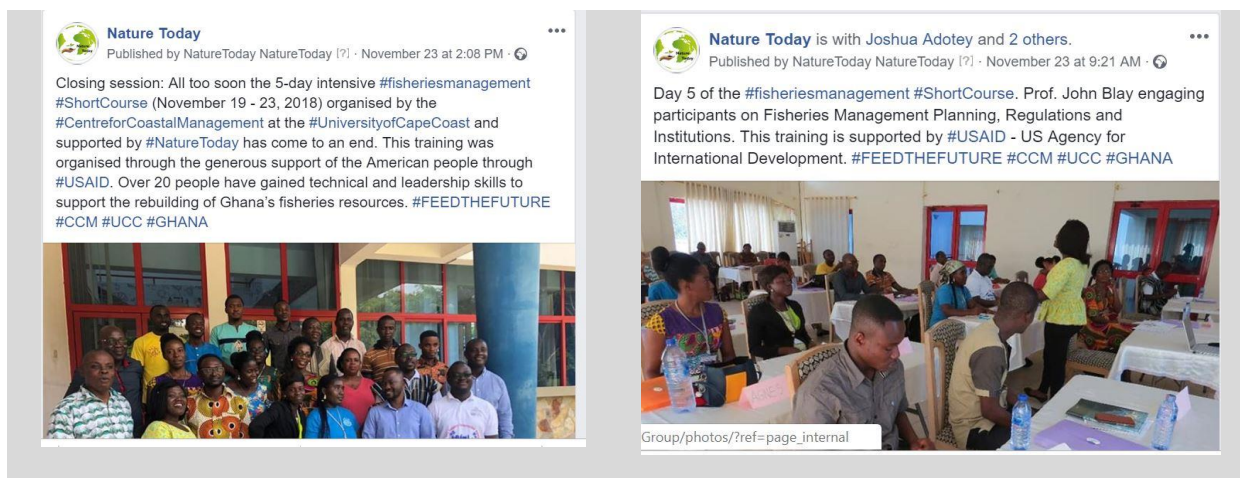 Nature Today
Published by NatureToday NatureToday [?] · November 23 at 2:08 PM ·
Closing session: All too soon the 5-day intensive #fisheriesmanagement
#ShortCourse (November 19 - 23, 2018) organised by the
#CentreforCoastalManagement at the #UniversityofCapeCoast and
supported by #NatureToday has come to an end. This training was
organised through the generous support of the American people through
#USAID. Over 20 people have gained technical and leadership skills to
support the rebuilding of Ghana's fisheries resources. #FEEDTHEFUTURE
#CCM #UCC #GHANA
Nature Today is with Joshua Adotey and 2 others.
Published by NatureToday NatureToday [?] · November 23 at 9:21 AM ·
Day 5 of the #fisheriesmanagement #ShortCourse. Prof. John Blay engaging
participants on Fisheries Management Planning, Regulations and
Institutions. This training is supported by #USAID - US Agency for
International Development. #FEEDTHEFUTURE #CCM #UCC #GHANA
Group/photos/?ref=page_internal